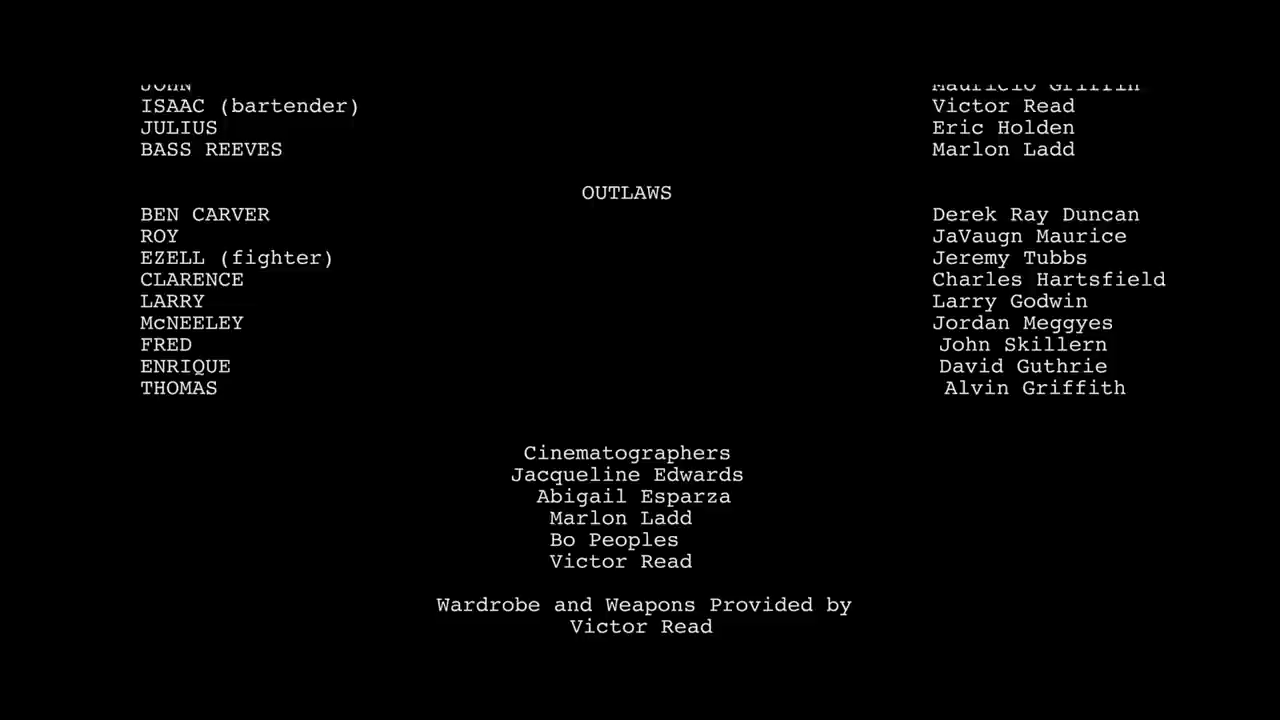 JOHN Mauricio Griffin
ISAAC (bartender) Victor Read
JULIUS Eric Holden
BASS REEVES Marlon Ladd
OUTLAWS
BEN CARVER Derek Ray Duncan
ROY JaVaugn Maurice
EZELL (fighter) Jeremy Tubbs
CLARENCE Charles Hartsfield
LARRY Larry Godwin
McNEELEY Jordan Meggyes
FRED John Skillern
ENRIQUE David Guthrie
THOMAS Alvin Griffith
Cinematographers
Jacqueline Edwards
Abigail Esparza
Marlon Ladd
Bo Peoples
Victor Read
Wardrobe and Weapons Provided by
Victor Read